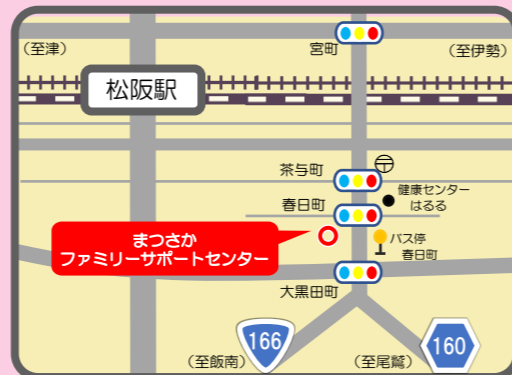 (至津)
宮町
(至伊勢)
松阪駅
茶与町
健康センター
はるる
春日町
まつさか
ファミリーサポートセンター
バス停
春日町
大黒田町
166
160
(至飯南)
(至尾鷲)